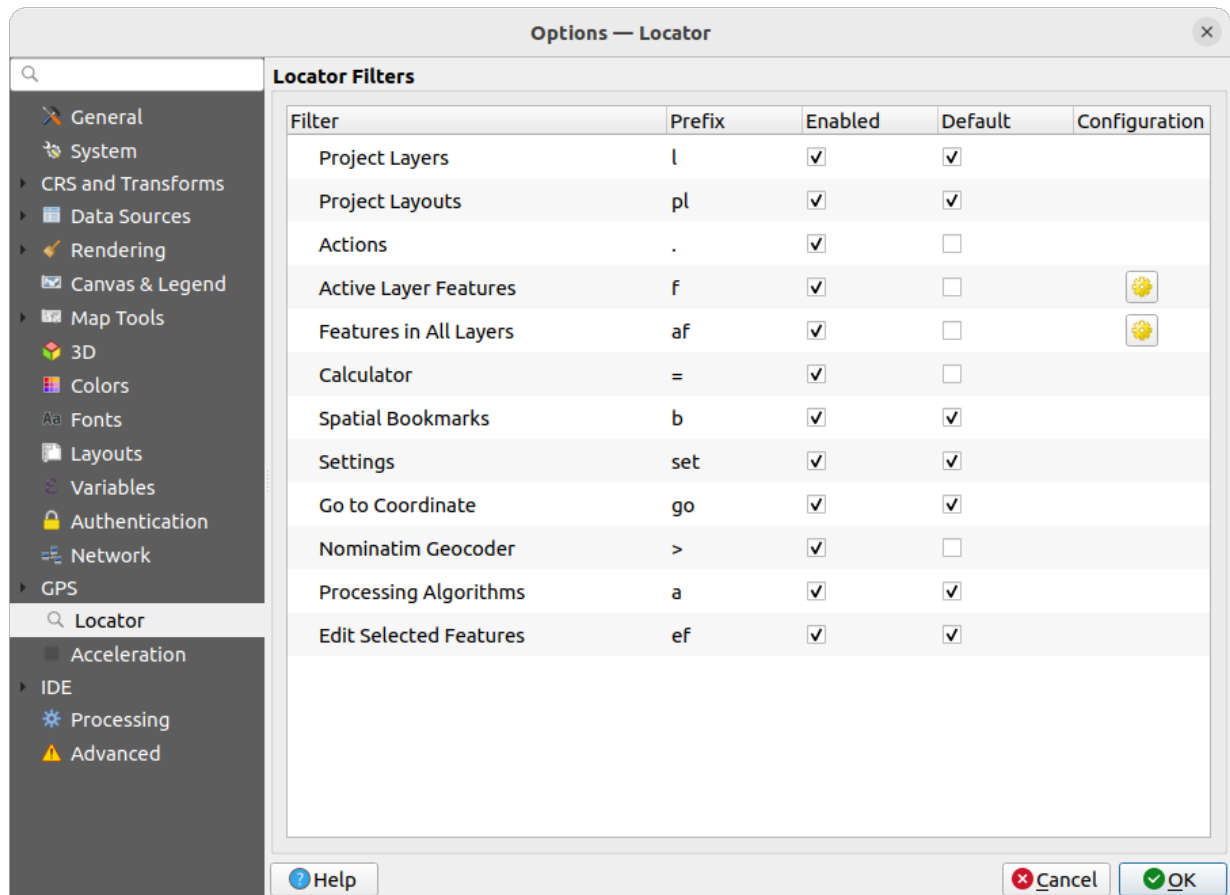 Options — Locator
Locator Filters
General
System
CRS and Transforms
Data Sources
Rendering
Canvas & Legend
Map Tools
3D
Colors
Aa Fonts
Layouts
ε Variables
Authentication
Network
GPS
Locator
Acceleration
IDE
Processing
Advanced
Filter Prefix Enabled Default Configuration
Project Layers l
Project Layouts pl
Actions .
Active Layer Features f
Features in All Layers af
Calculator =
Spatial Bookmarks b
Settings set
Go to Coordinate go
Nominatim Geocoder >
Processing Algorithms a
Edit Selected Features ef
Help Cancel OK